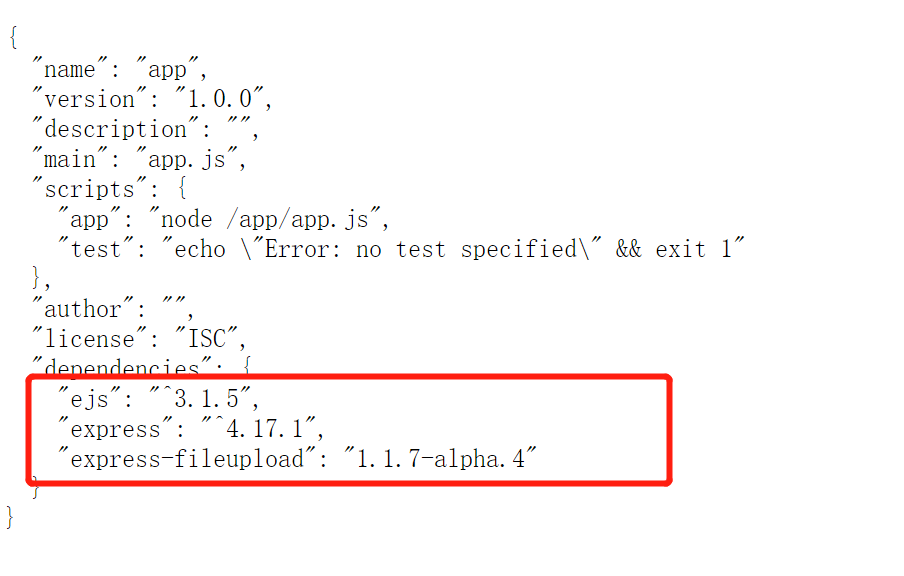 {
"name": "app",
"version": "1.0.0",
"description": "",
"main": "app.js",
"scripts": {
"app": "node /app/app.js",
"test": "echo \"Error: no test specified\" && exit 1"
},
"author": "",
"license": "ISC",
"dependencies": {
"ejs": "^3.1.5",
"express": "^4.17.1",
"express-fileupload": "1.1.7-alpha.4"
}
}